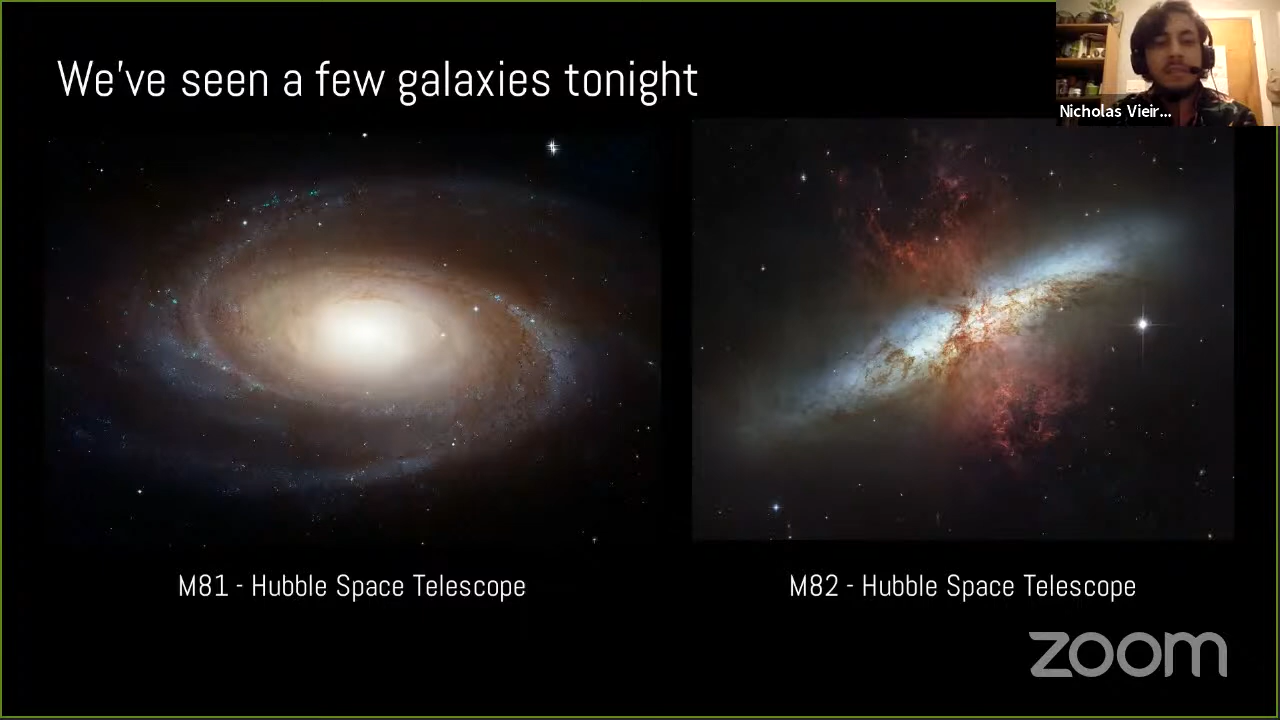 We've seen a few galaxies tonight
Nicholas Vieir...
M81 - Hubble Space Telescope
M82 - Hubble Space Telescope
zoom